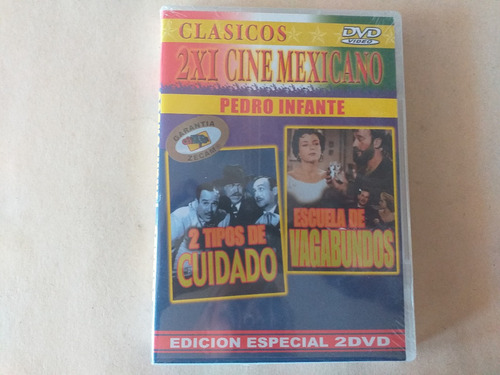 CLASICOS
DVD
VIDEO
2X1 CINE MEXICANO
PEDRO INFANTE
GARANTIA
ZECAM
2 TIPOS DE
CUIDADO
ESCUELA DE
VAGABUNDOS
EDICION ESPECIAL 2DVD